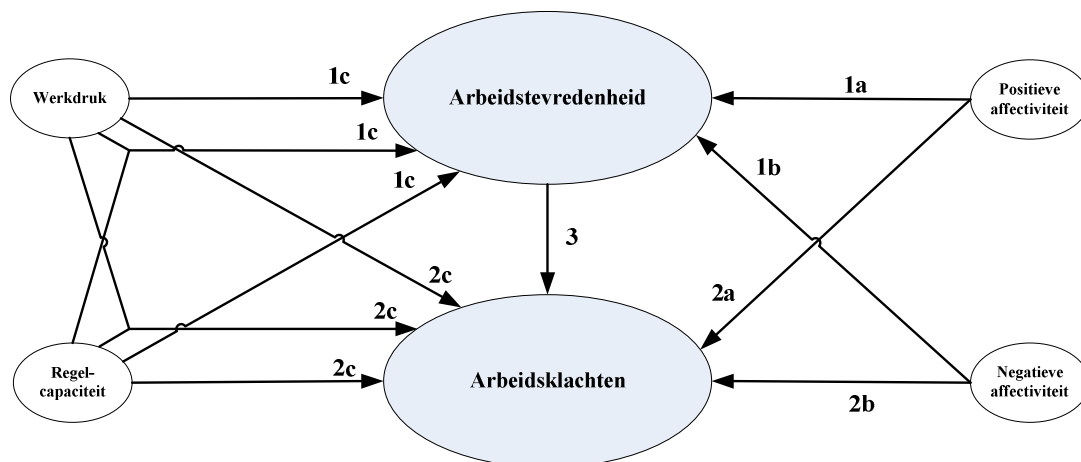 Werkdruk
1c
Arbeidstevredenheid
1a
Positieve
affectiviteit
1c
1c
1b
3
2c
2a
2c
Regel-
capaciteit
2c
Arbeidsklachten
2b
Negatieve
affectiviteit